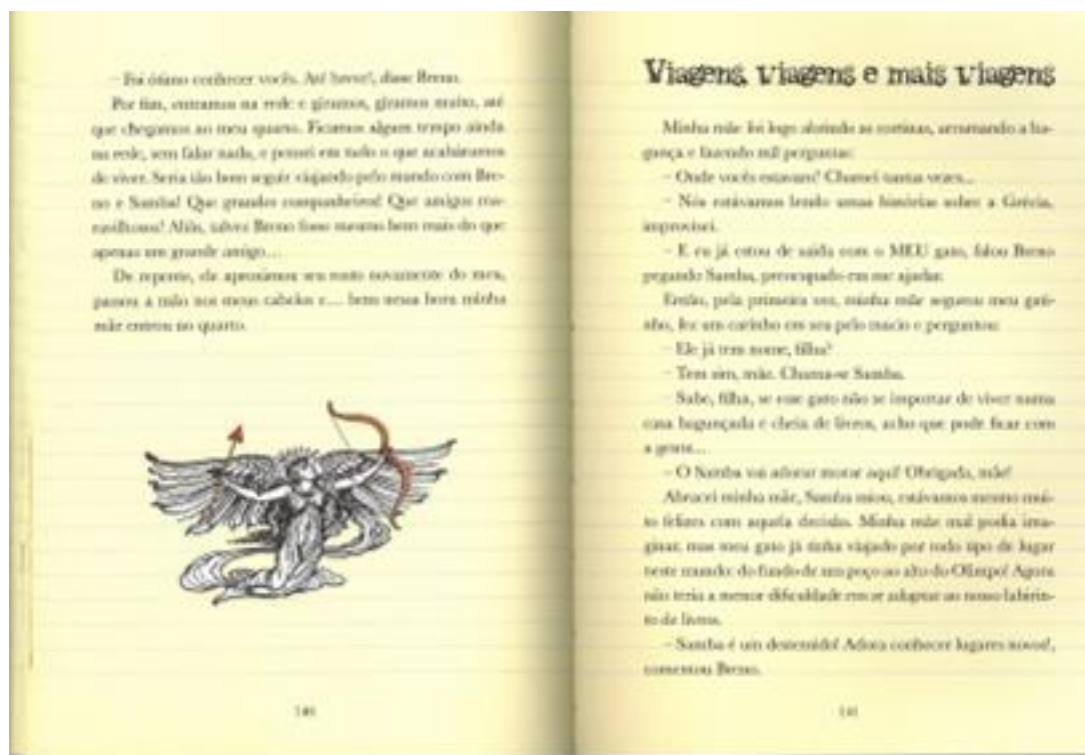 – Foi ótimo conhecer vocês. Até breve!, disse Breno.
Por fim, entramos na rede e giramos, giramos muito, até
que chegamos ao meu quarto. Ficamos algum tempo ainda
na rede, sem falar nada, e pensei em tudo o que acabáramos
de viver. Seria tão bom seguir viajando pelo mundo com Bre-
no e Samba! Que grandes companheiros! Que amigos ma-
ravilhosos! Aliás, talvez Breno fosse mesmo bem mais do que
apenas um grande amigo…
De repente, ele aproximou seu rosto novamente do meu,
passou a mão nos meus cabelos e… bem nessa hora minha
mãe entrou no quarto.
140
Viagens, viagens e mais viagens
Minha mãe foi logo abrindo as cortinas, arrumando a ba-
gunça e fazendo mil perguntas:
– Onde vocês estavam? Chamei tantas vezes...
– Nós estávamos lendo umas histórias sobre a Grécia,
improvisei.
– E eu já estou de saída com o MEU gato, falou Breno
pegando Samba, preocupado em me ajudar.
Então, pela primeira vez, minha mãe segurou meu gati-
nho, fez um carinho em seu pelo macio e perguntou:
– Ele já tem nome, filha?
– Tem sim, mãe. Chama-se Samba.
– Sabe, filha, se esse gato não se importar de viver numa
casa bagunçada e cheia de livros, acho que pode ficar com
a gente...
– O Samba vai adorar morar aqui! Obrigada, mãe!
Abracei minha mãe, Samba miou, estávamos mesmo mui-
to felizes com aquela decisão. Minha mãe mal podia ima-
ginar, mas meu gato já tinha viajado por todo tipo de lugar
neste mundo: do fundo de um poço ao alto do Olimpo! Agora
não teria a menor dificuldade em se adaptar ao nosso labirin-
to de livros.
– Samba é um destemido! Adora conhecer lugares novos!,
comentou Breno.
141